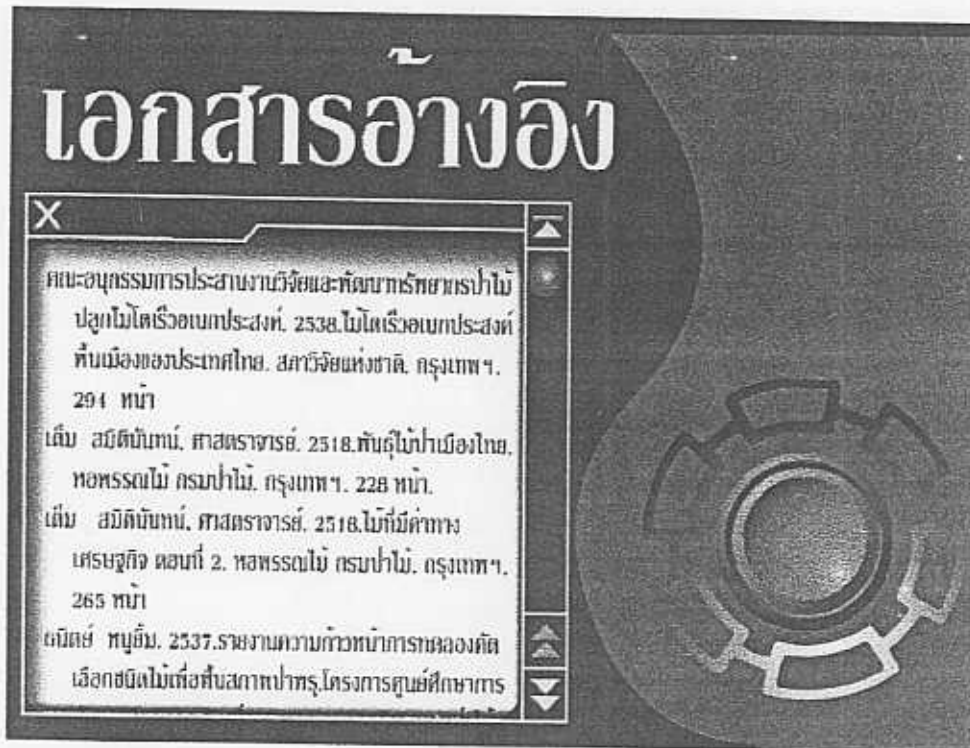 เอกสารอ้างอิง
X
คณะอนุกรรมการประสานงานวิจัยและพัฒนาทรัพยากรป่าไม้
ปลูกไม้โตเร็วอเนกประสงค์. 2538.ไม้โตเร็วอเนกประสงค์
พื้นเมืองของประเทศไทย. สภาวิจัยแห่งชาติ. กรุงเทพฯ.
294 หน้า
เต็ม สมิตินันทน์. ศาสตราจารย์. 2518.พันธุ์ไม้ป่าเมืองไทย.
หอพรรณไม้ กรมป่าไม้. กรุงเทพฯ. 228 หน้า.
เต็ม สมิตินันทน์. ศาสตราจารย์. 2518.ไม้ที่มีค่าทาง
เศรษฐกิจ ตอนที่ 2. หอพรรณไม้ กรมป่าไม้. กรุงเทพฯ.
265 หน้า
ธนิตย์ หนูยิ้ม. 2537.รายงานความก้าวหน้าการทดลองคัด
เลือกชนิดไม้เพื่อฟื้นสภาพป่าพรุ.โครงการศูนย์ศึกษาการ